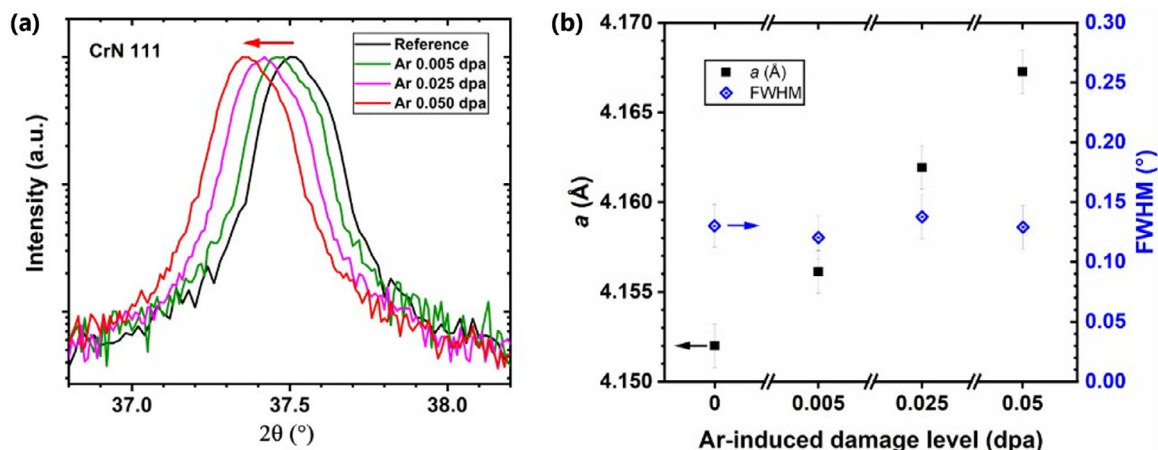 (a)
CrN 111
Reference
Ar 0.005 dpa
Ar 0.025 dpa
Ar 0.050 dpa
Intensity (a.u.)
37.0 37.5 38.0
2θ (°)
(b)
4.170
4.165
4.160
4.155
4.150
a (Å)
a (Å)
FWHM
0.30
0.25
0.20
0.15
0.10
0.05
0.00
FWHM (°)
0 0.005 0.025 0.05
Ar-induced damage level (dpa)